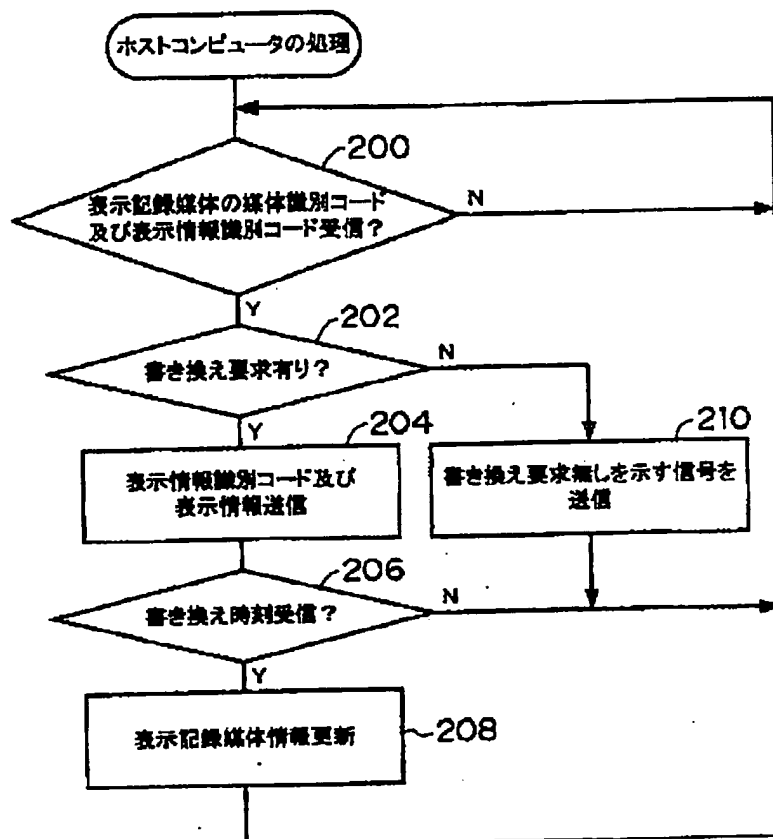 ホストコンピュータの処理
200
表示記録媒体の媒体識別コード
及び表示情報識別コード受信？
N
Y
202
書き換え要求有り？
N
Y
204
表示情報識別コード及び
表示情報送信
210
書き換え要求無しを示す信号を
送信
206
書き換え時刻受信？
N
Y
表示記録媒体情報更新
208